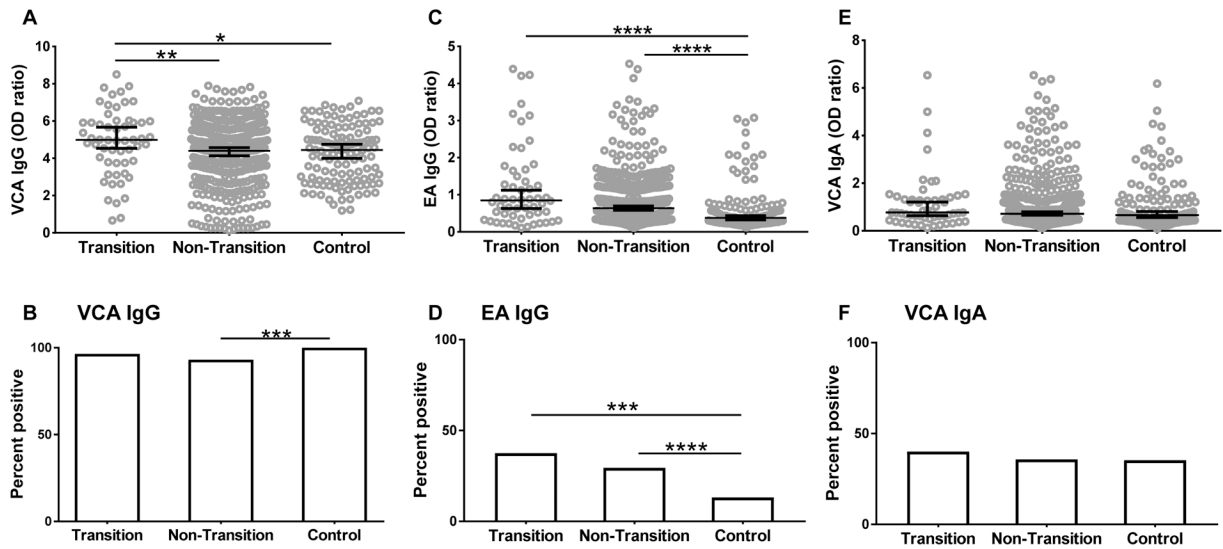 A
VCA IgG (OD ratio)
10
8
6
4
2
0
*
**
Transition Non-Transition Control
C
EA IgG (OD ratio)
5
4
3
2
1
0
****
****
Transition Non-Transition Control
E
VCA IgA (OD ratio)
8
6
4
2
0
Transition Non-Transition Control
B VCA IgG
Percent positive
100
50
0
***
Transition Non-Transition Control
D EA IgG
Percent positive
100
50
0
***
****
Transition Non-Transition Control
F VCA IgA
Percent positive
100
50
0
Transition Non-Transition Control